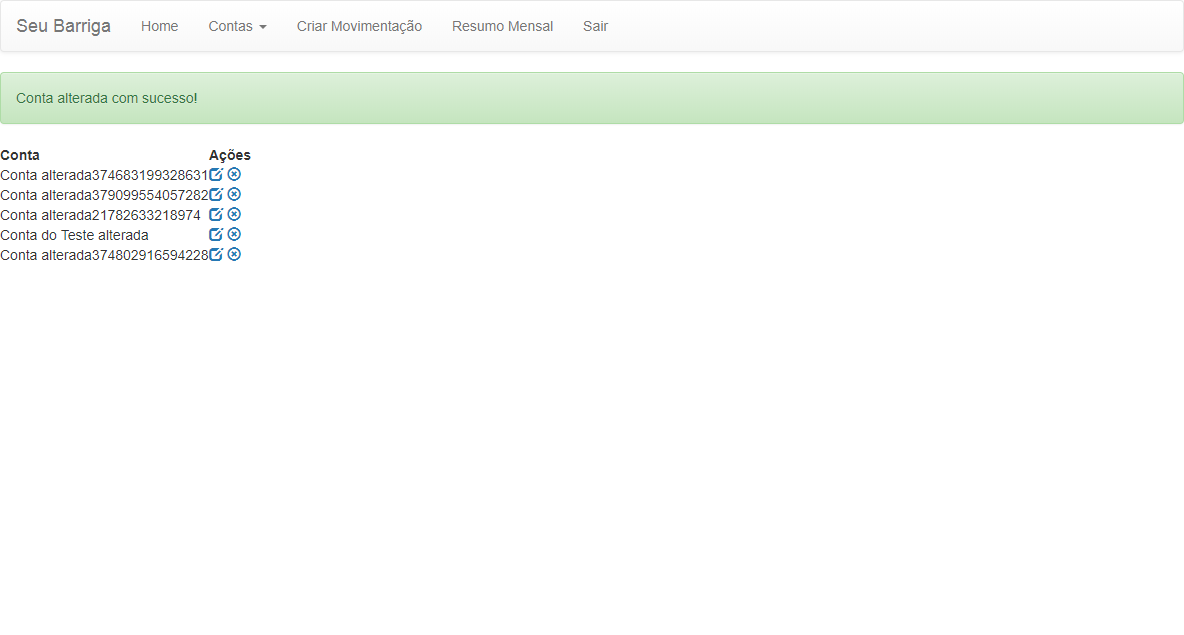 Seu Barriga Home Contas Criar Movimentação Resumo Mensal Sair
Conta alterada com sucesso!
Conta Ações
Conta alterada374683199328631
Conta alterada379099554057282
Conta alterada21782633218974
Conta do Teste alterada
Conta alterada374802916594228